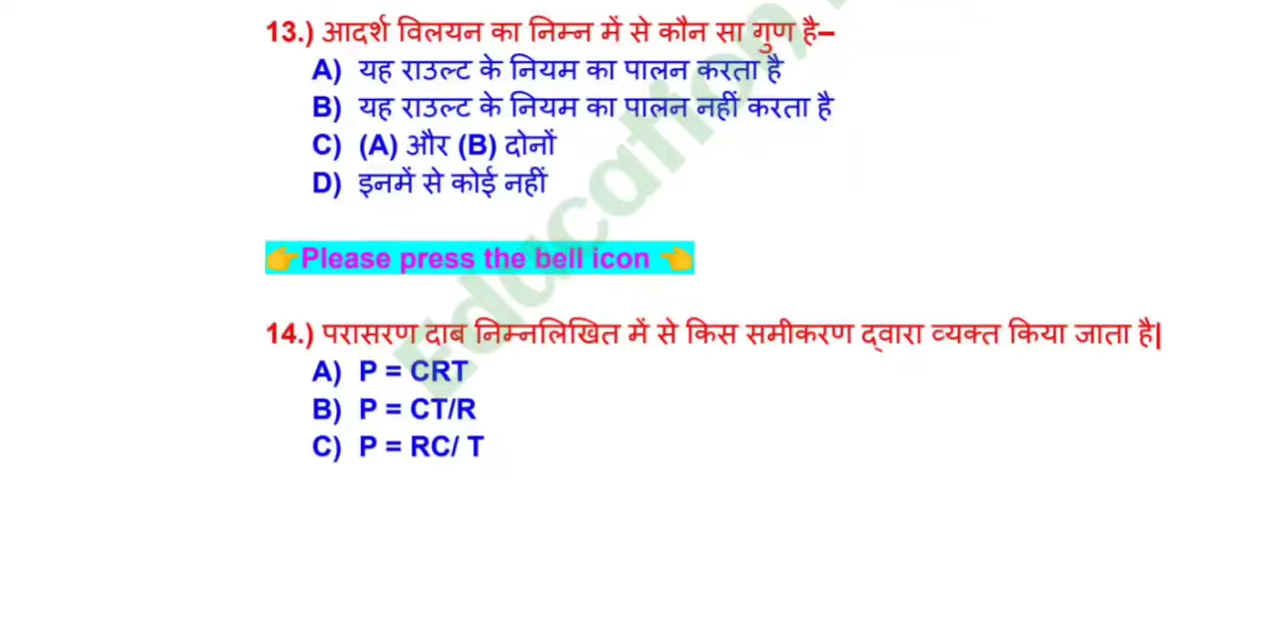 13.) आदर्श विलयन का निम्न में से कौन सा गुण है–
A) यह राउल्ट के नियम का पालन करता है
B) यह राउल्ट के नियम का पालन नहीं करता है
C) (A) और (B) दोनों
D) इनमें से कोई नहीं
👉Please press the bell icon 👈
14.) परासरण दाब निम्नलिखित में से किस समीकरण द्वारा व्यक्त किया जाता है|
A) P = CRT
B) P = CT/R
C) P = RC/ T
Education